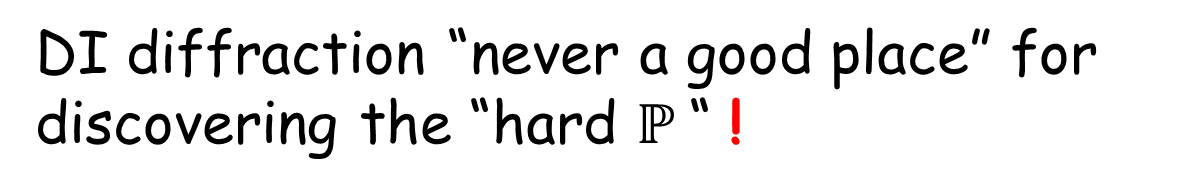 DI diffraction “never a good place” for
discovering the “hard ℙ “ !